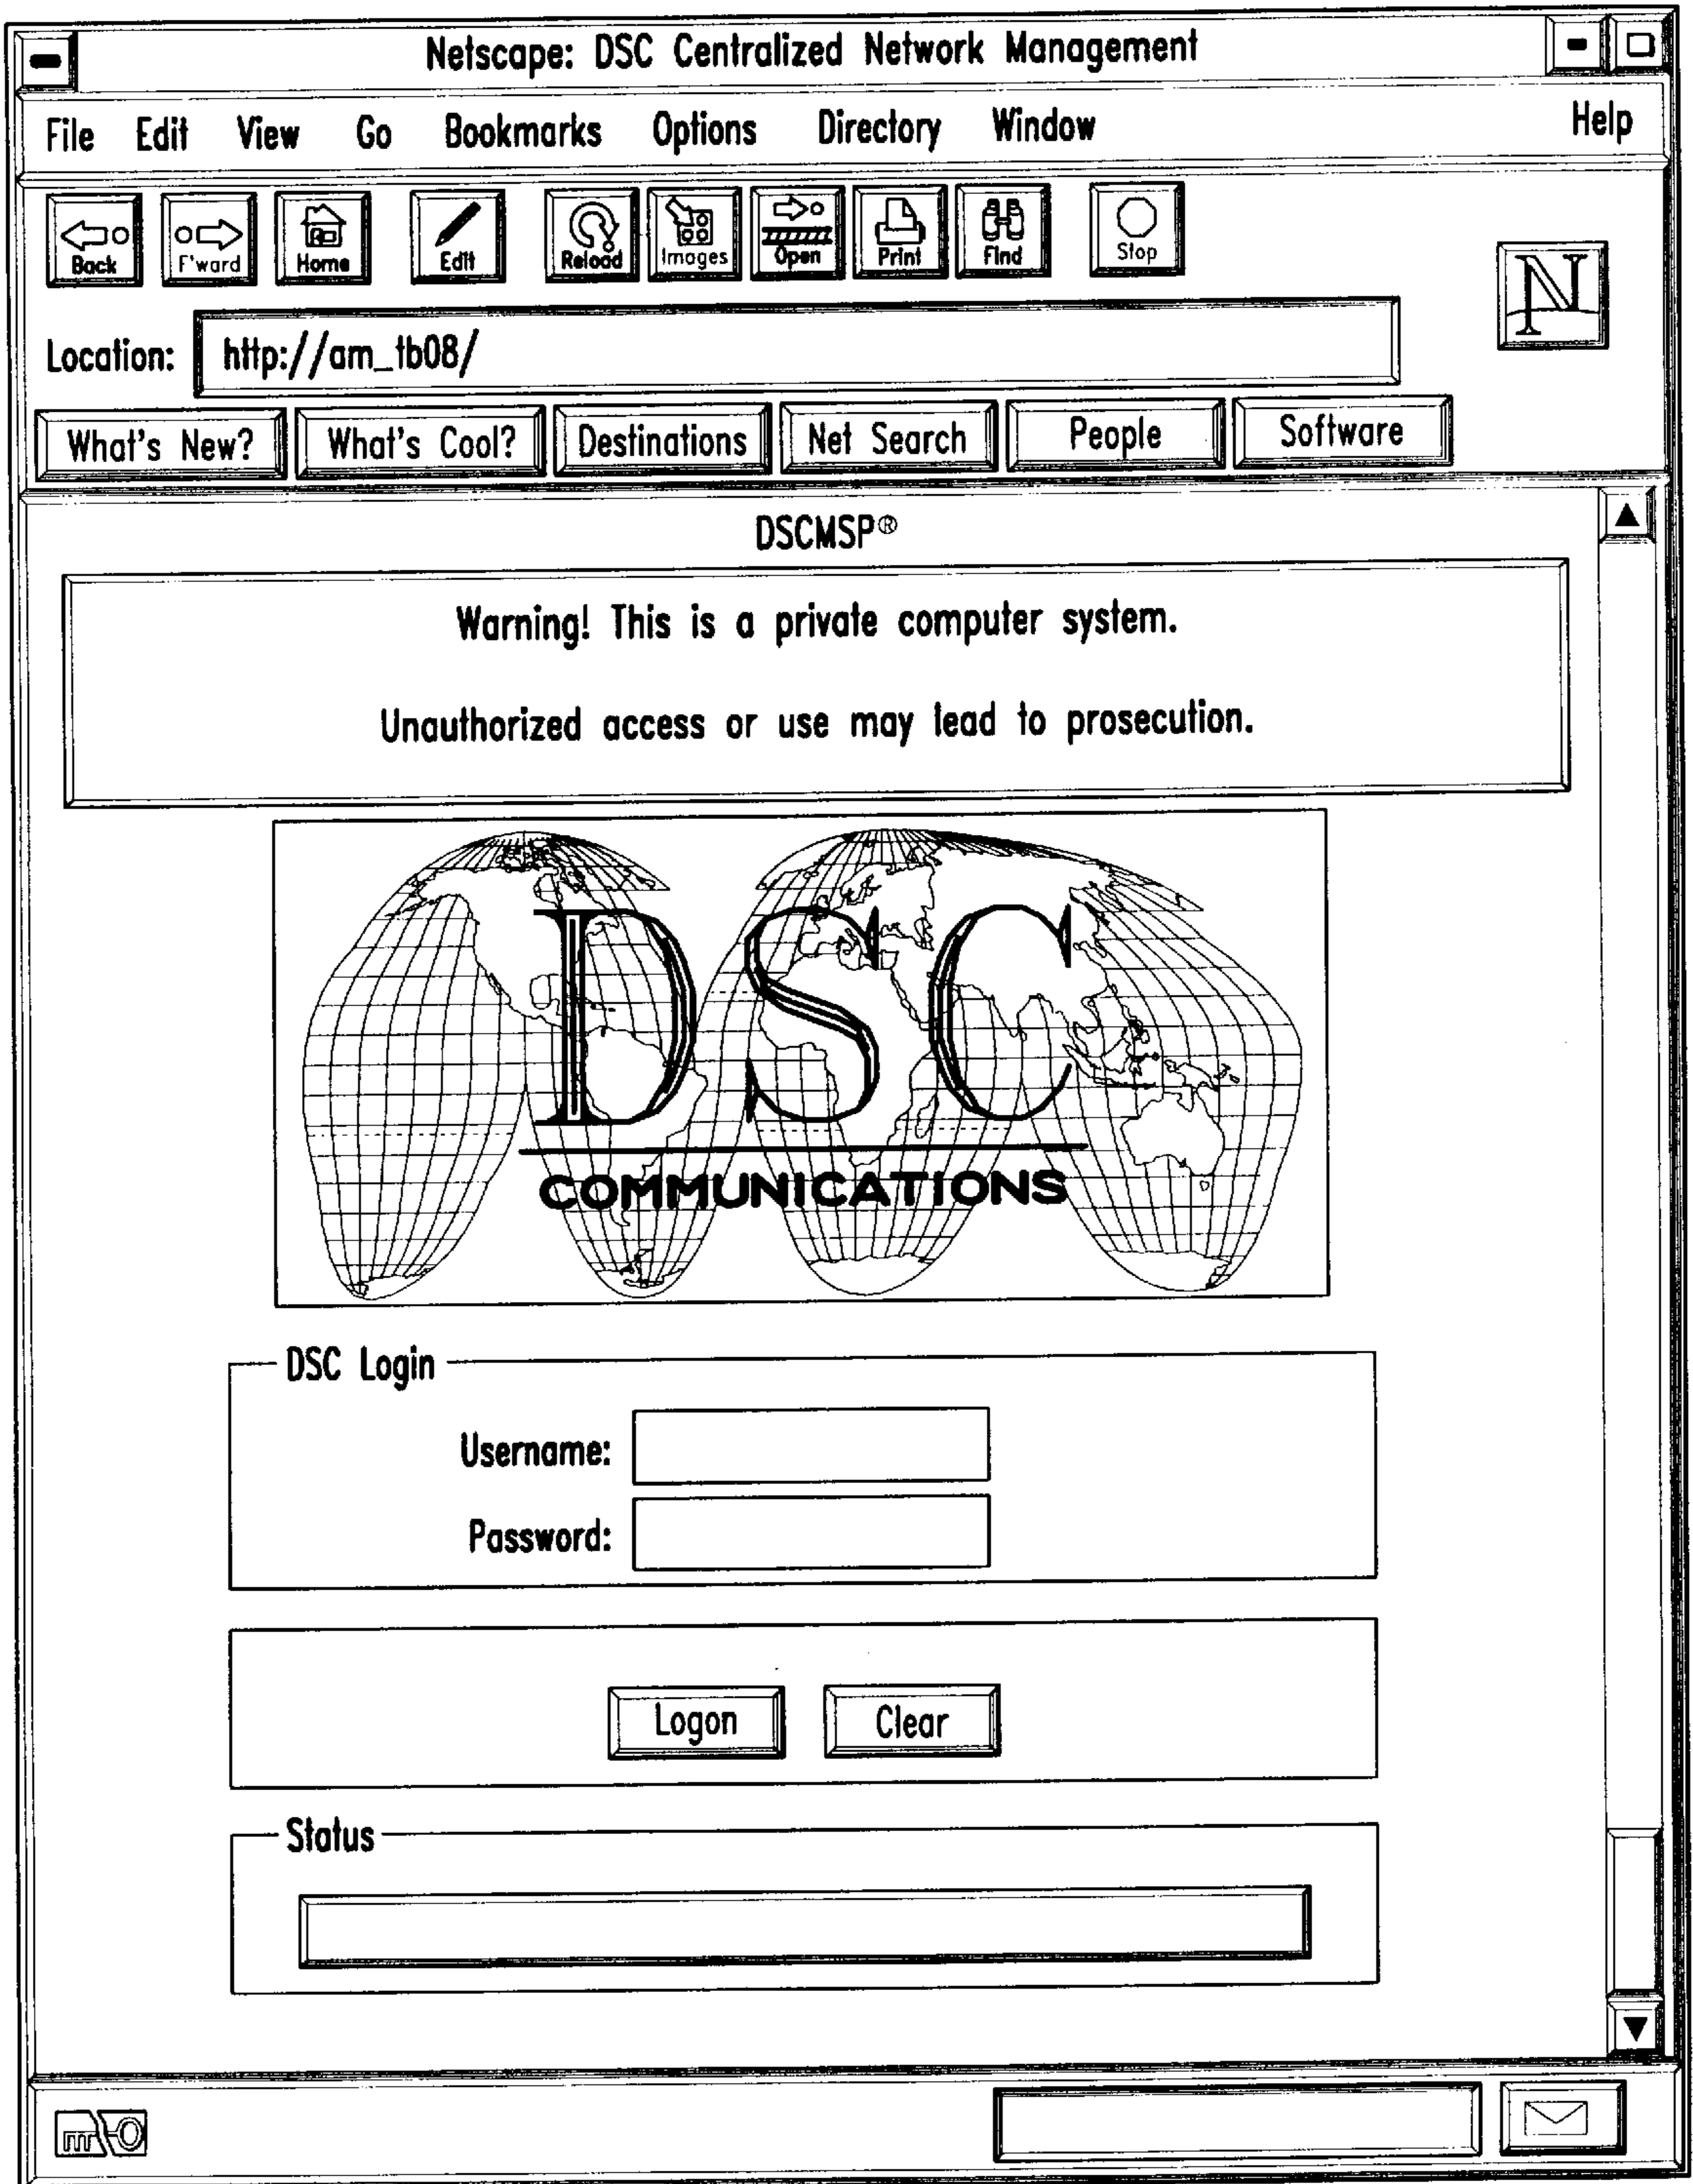 Netscape: DSC Centralized Network Management
File Edit View Go Bookmarks Options Directory Window Help
Back F'ward Home Edit Reload Images Open Print Find Stop
N
Location: http://am_tb08/
What's New? What's Cool? Destinations Net Search People Software
DSCMSP®
Warning! This is a private computer system.
Unauthorized access or use may lead to prosecution.
DSC
COMMUNICATIONS
DSC Login
Username:
Password:
Logon Clear
Status